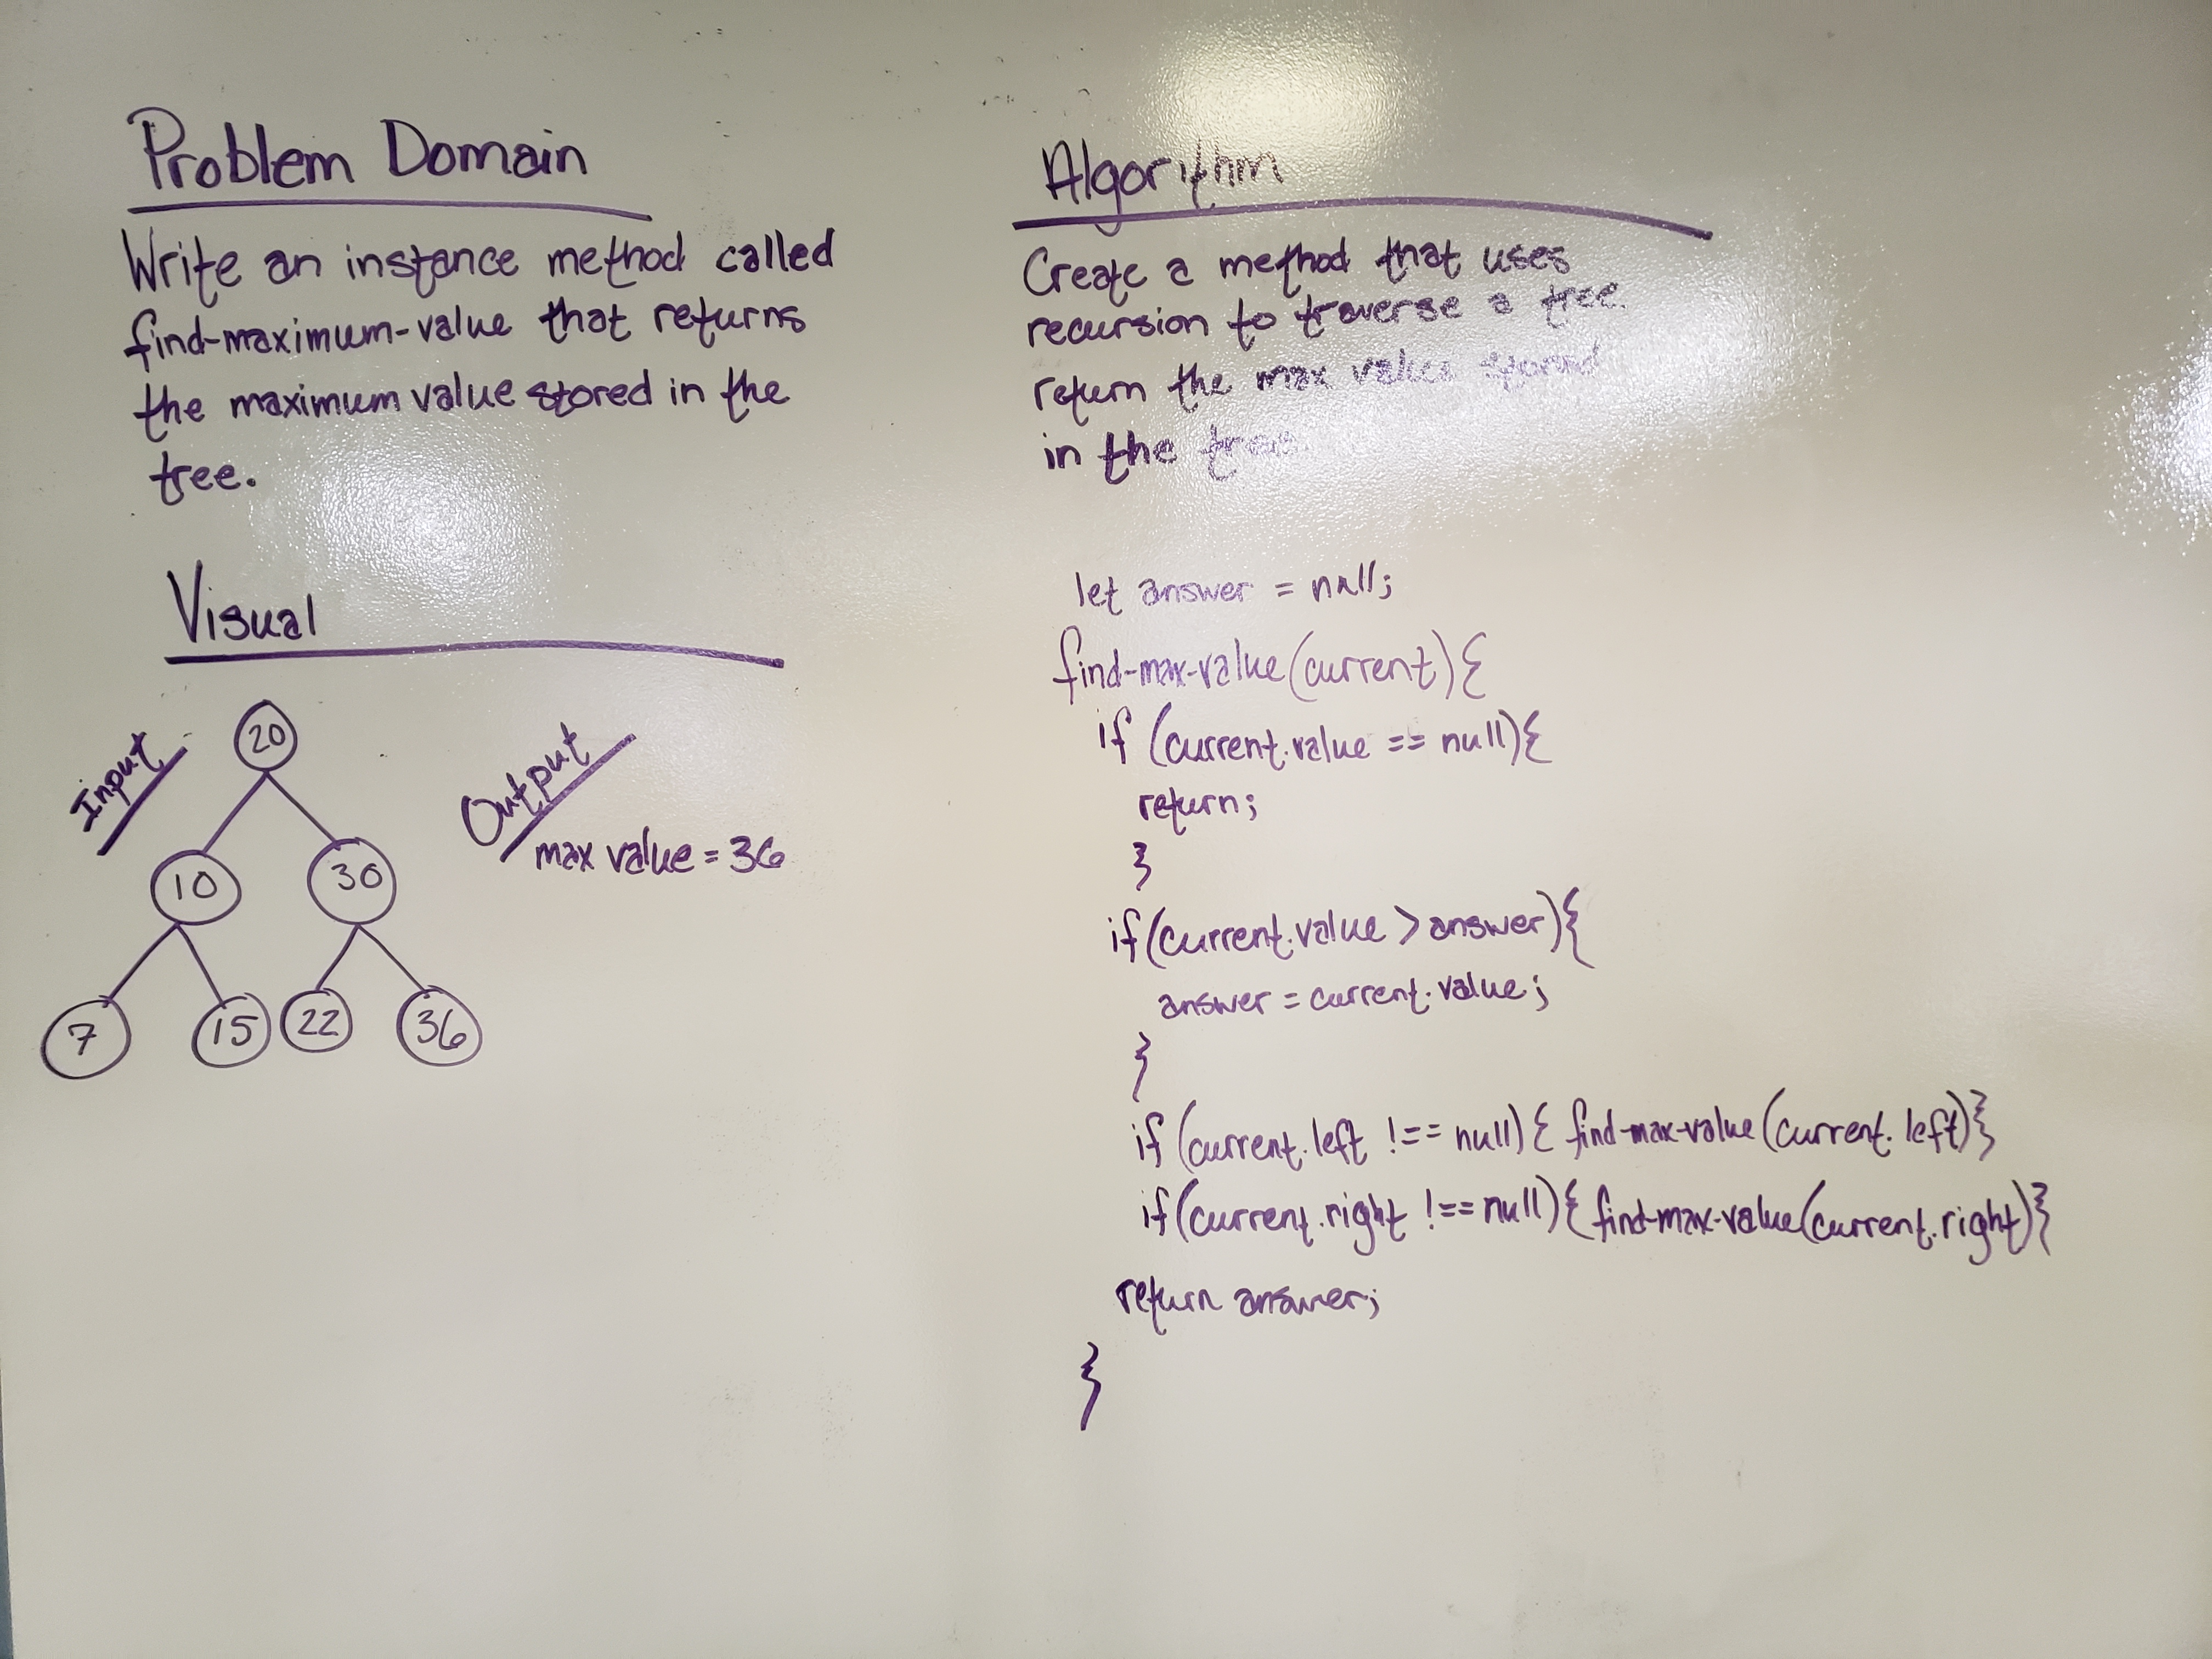 Problem Domain
Write an instance method called
find-maximum-value that returns
the maximum value stored in the
tree.
Visual
Input
20
10 30
7 15 22 36
Output
max value = 36
Algorithm
Create a method that uses
recursion to traverse a tree.
return the max value stored
in the tree.
let answer = null;
find-max-value(current){
if (current.value == null){
return;
}
if(current.value > answer){
answer = current.value;
}
if (current.left !== null){ find-max-value(current.left)}
if(current.right !== null){ find-max-value(current.right)}
return answer;
}